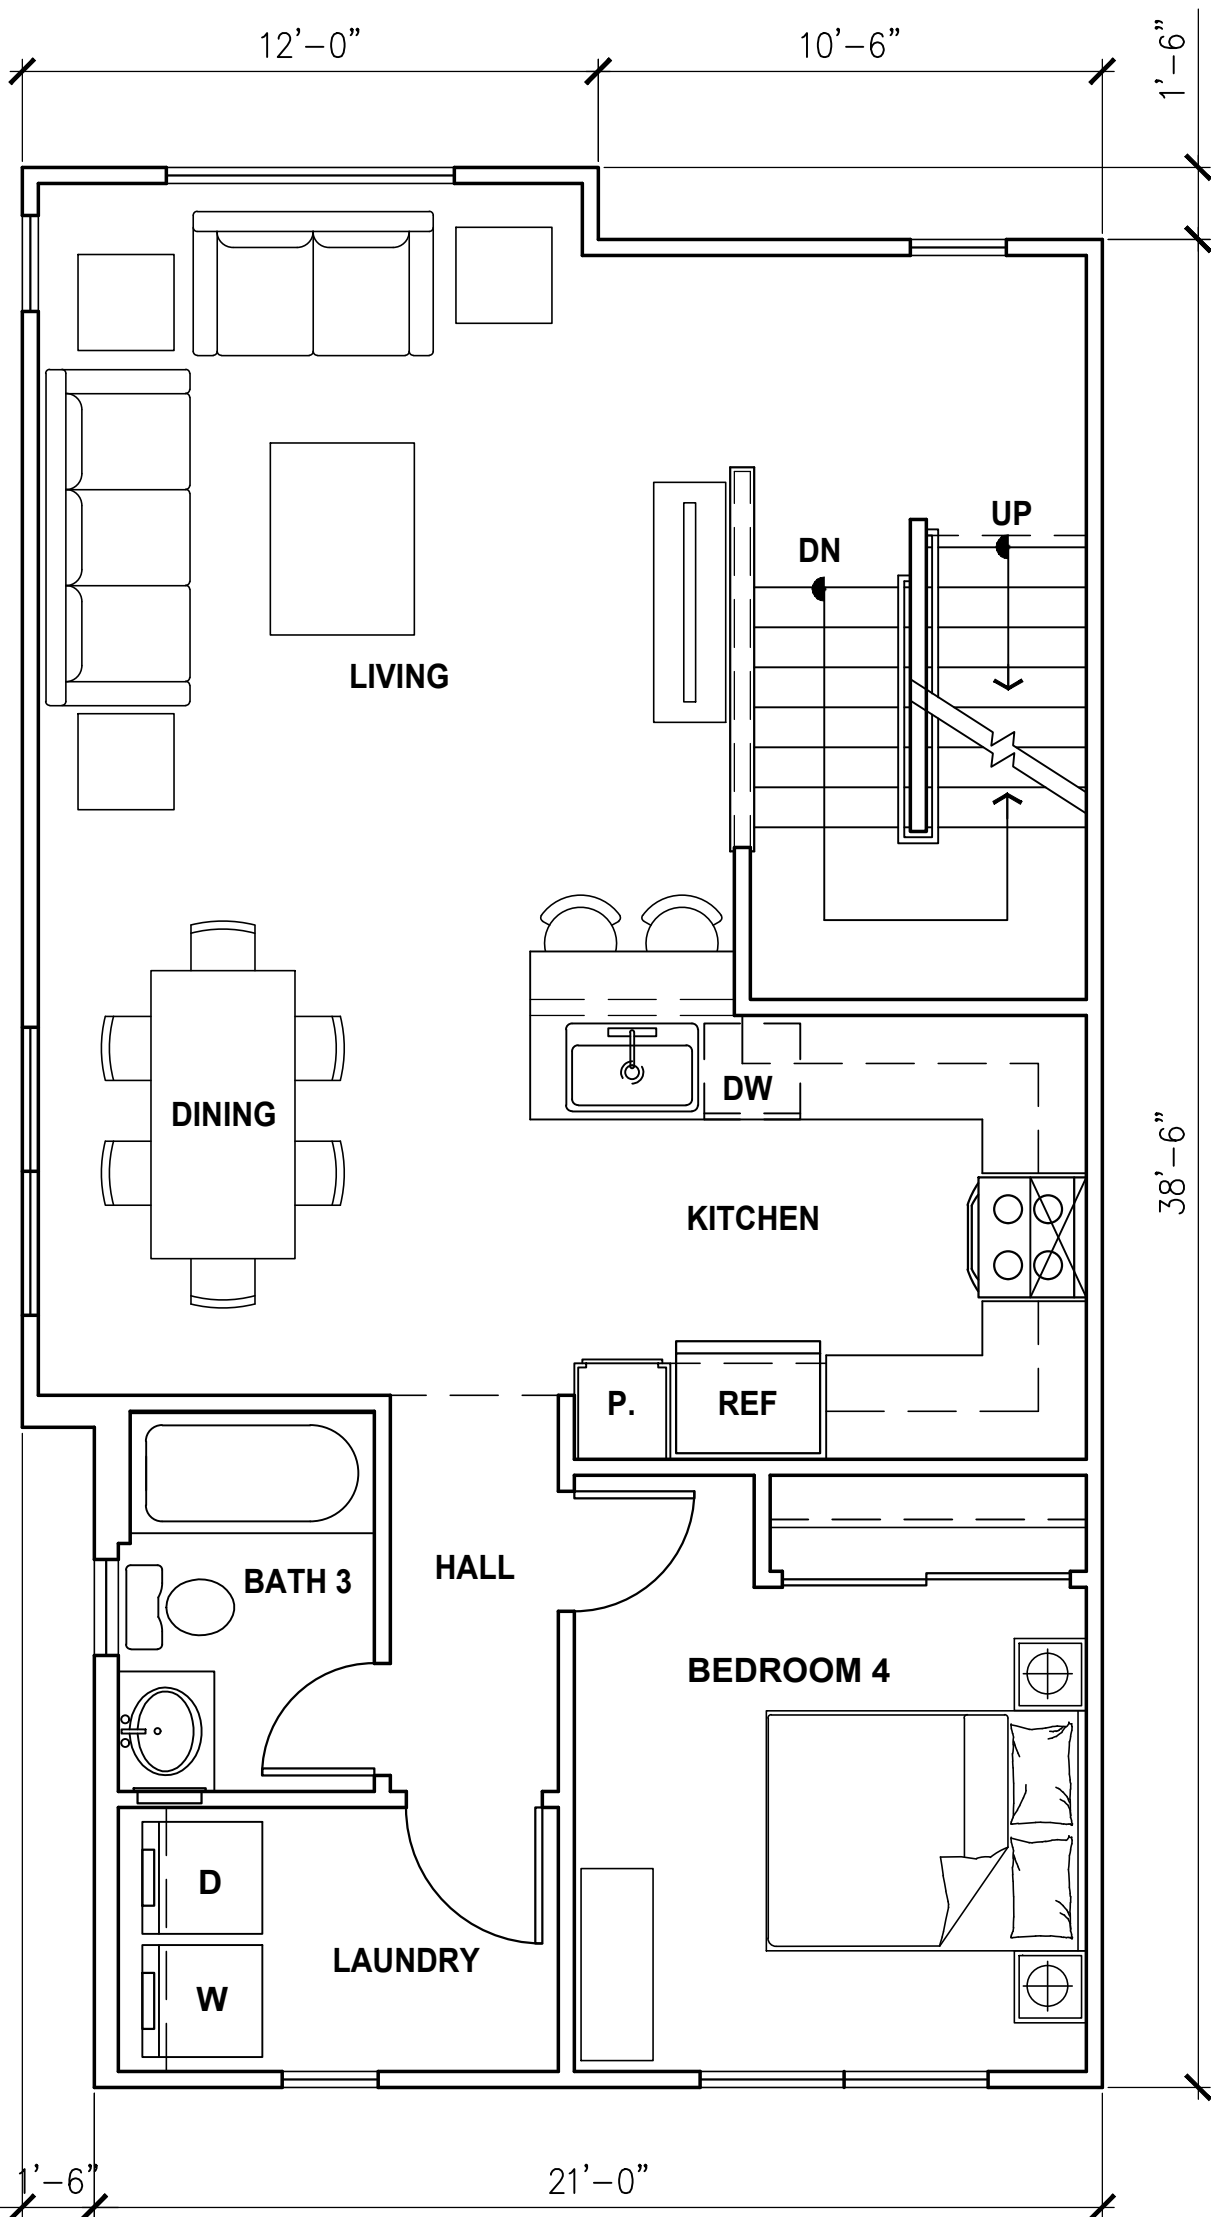 12'-0"
10'-6"
1'-6"
UP
DN
LIVING
DW
DINING
38'-6"
KITCHEN
P.
REF
HALL
BATH 3
BEDROOM 4
D
LAUNDRY
W
1'-6"
21'-0"